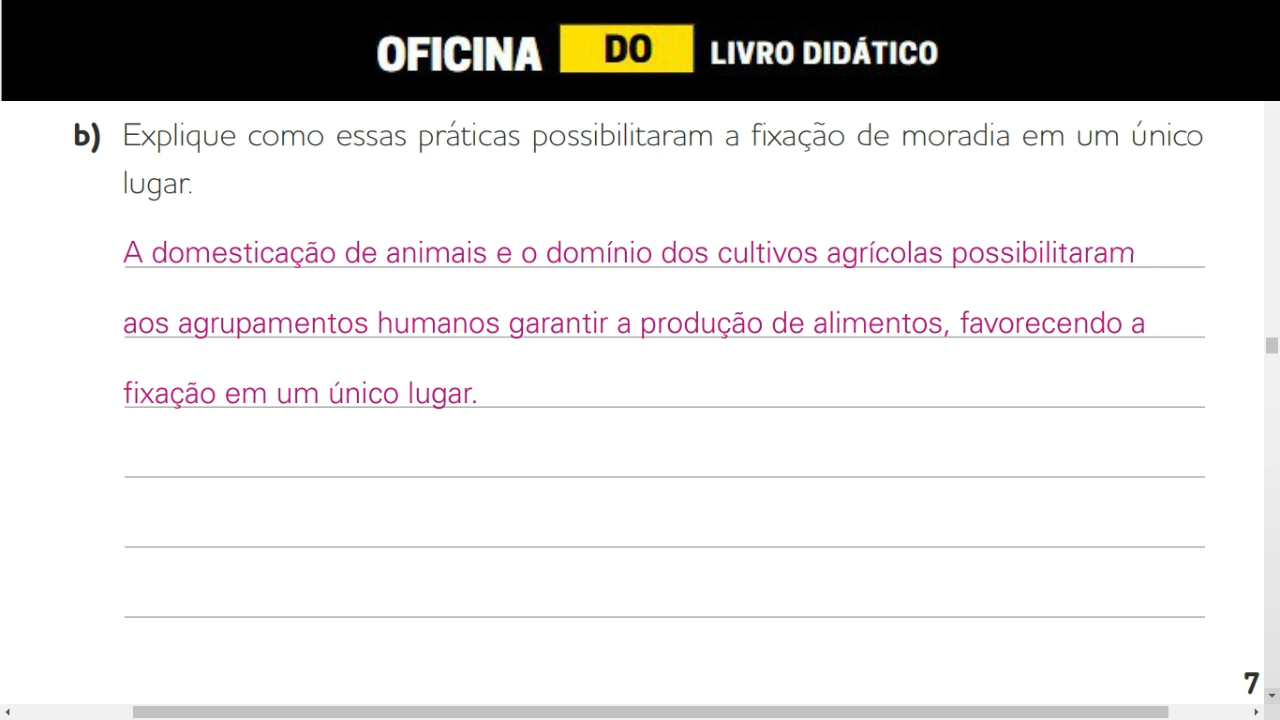 OFICINA DO LIVRO DIDÁTICO
b) Explique como essas práticas possibilitaram a fixação de moradia em um único
lugar.
A domesticação de animais e o domínio dos cultivos agrícolas possibilitaram
aos agrupamentos humanos garantir a produção de alimentos, favorecendo a
fixação em um único lugar.
7